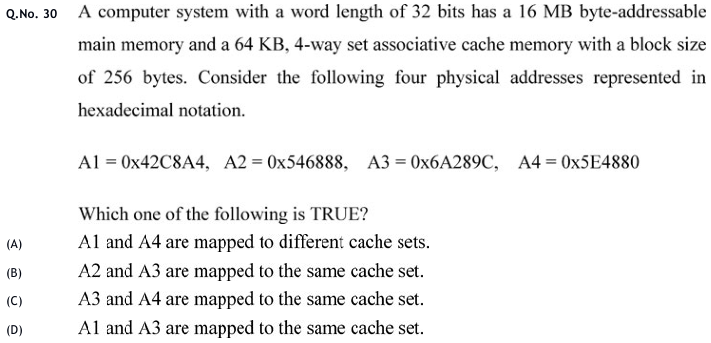 Q.No. 30 A computer system with a word length of 32 bits has a 16 MB byte-addressable
main memory and a 64 KB, 4-way set associative cache memory with a block size
of 256 bytes. Consider the following four physical addresses represented in
hexadecimal notation.
A1 = 0x42C8A4, A2 = 0x546888, A3 = 0x6A289C, A4 = 0x5E4880
Which one of the following is TRUE?
(A) A1 and A4 are mapped to different cache sets.
(B) A2 and A3 are mapped to the same cache set.
(C) A3 and A4 are mapped to the same cache set.
(D) A1 and A3 are mapped to the same cache set.